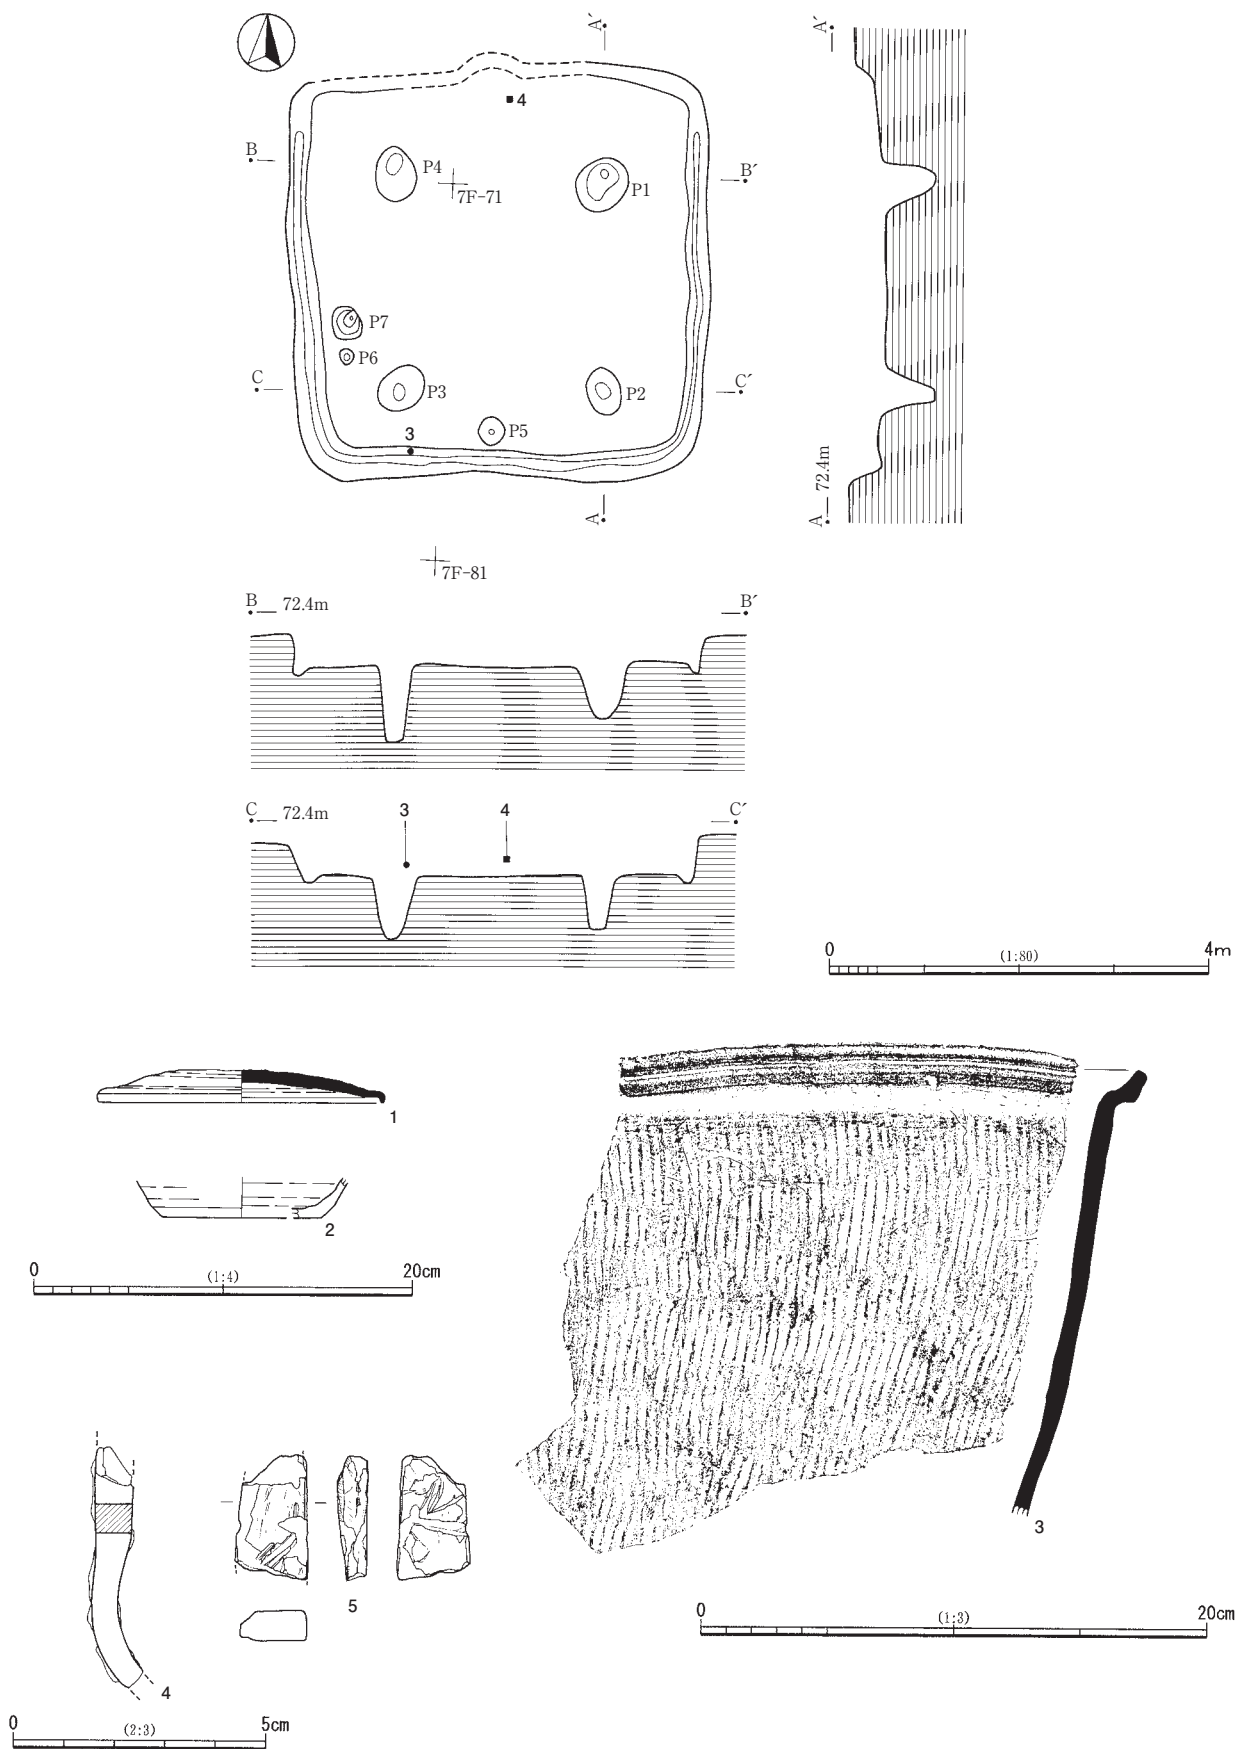 A´ A´
4
B
B´
P4
7F-71
P1
P7
P6
C
C´
P3
P2
3
P5
A
A 72.4m
7F-81
B 72.4m B´
C 72.4m 3 4 C´
0 (1:80) 4m
1
2
0 (1:4) 20cm
3
5
4
0 (1:3) 20cm
0 (2:3) 5cm